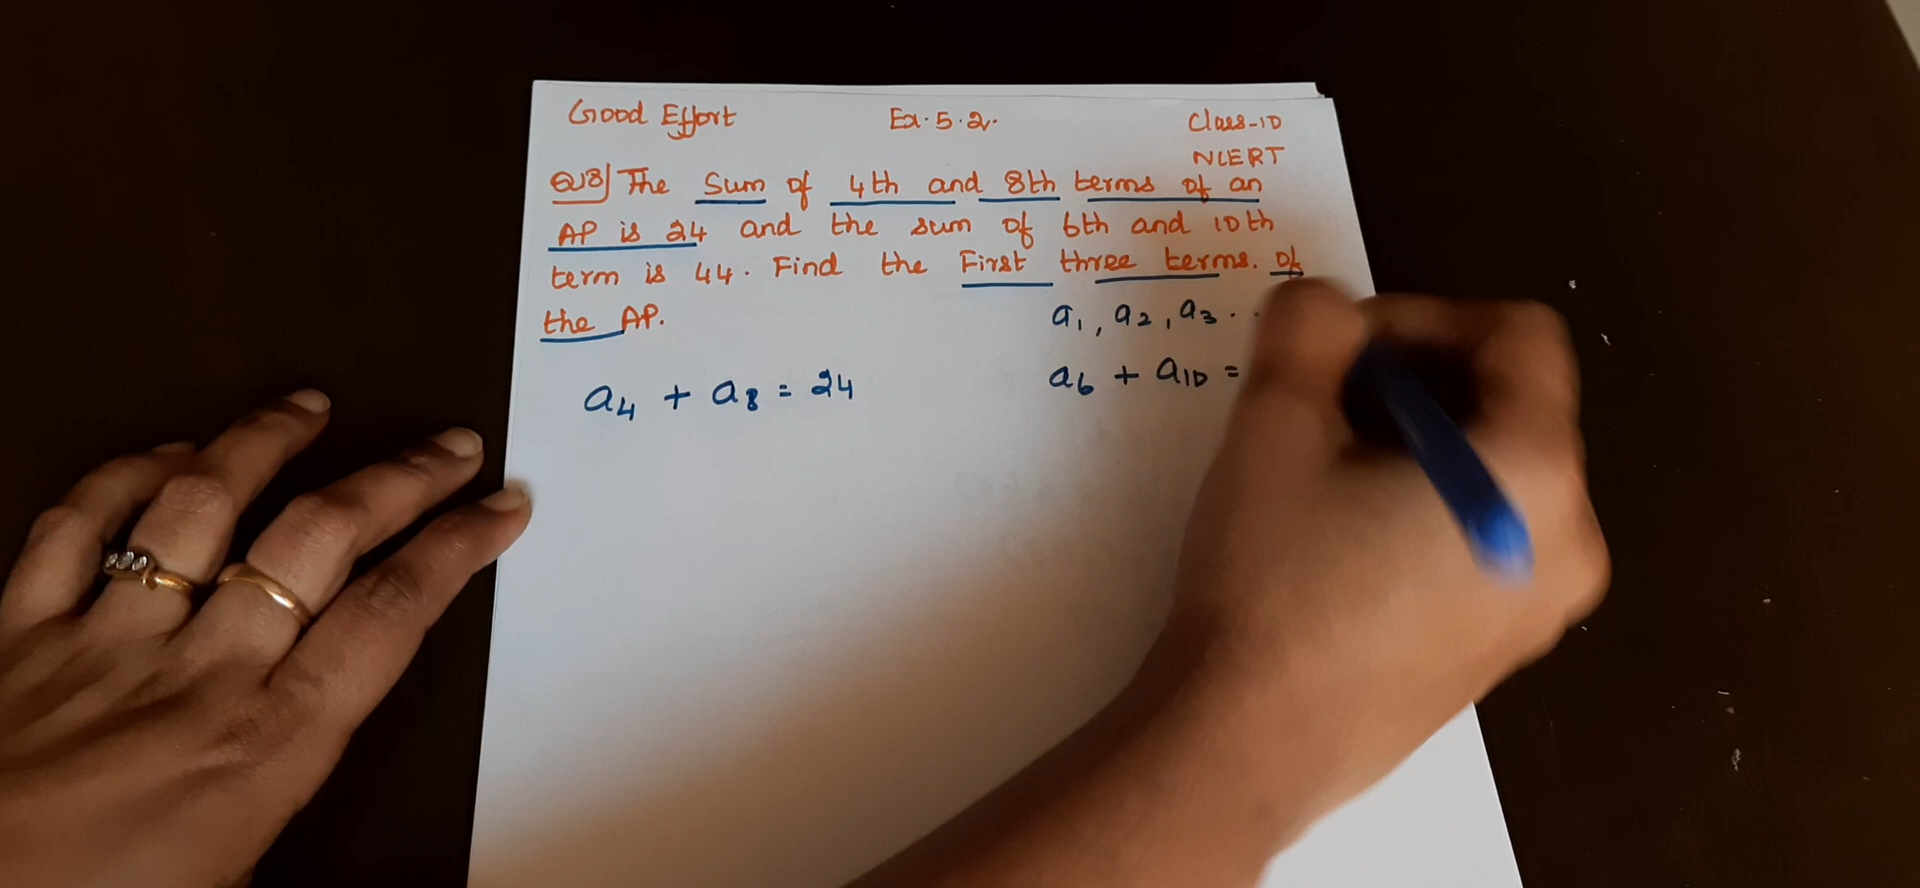 Good Effort Ex. 5.2. Class-10
NCERT
Q18) The Sum of 4th and 8th terms of an
AP is 24 and the sum of 6th and 10th
term is 44. Find the First three terms. of
the AP.
a₁, a₂, a₃ . .
a₄ + a₈ = 24 a₆ + a₁₀ =